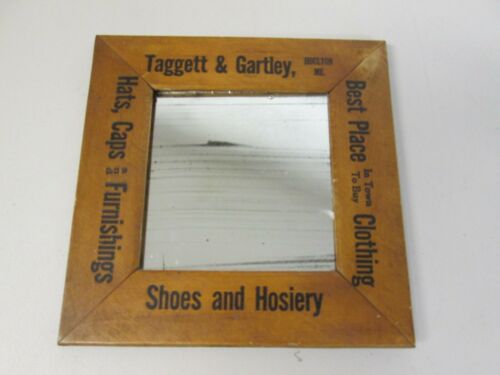 Taggett & Gartley, HOULTON ME.
Best Place In Town To Buy Clothing
Shoes and Hosiery
Hats, Caps and Furnishings